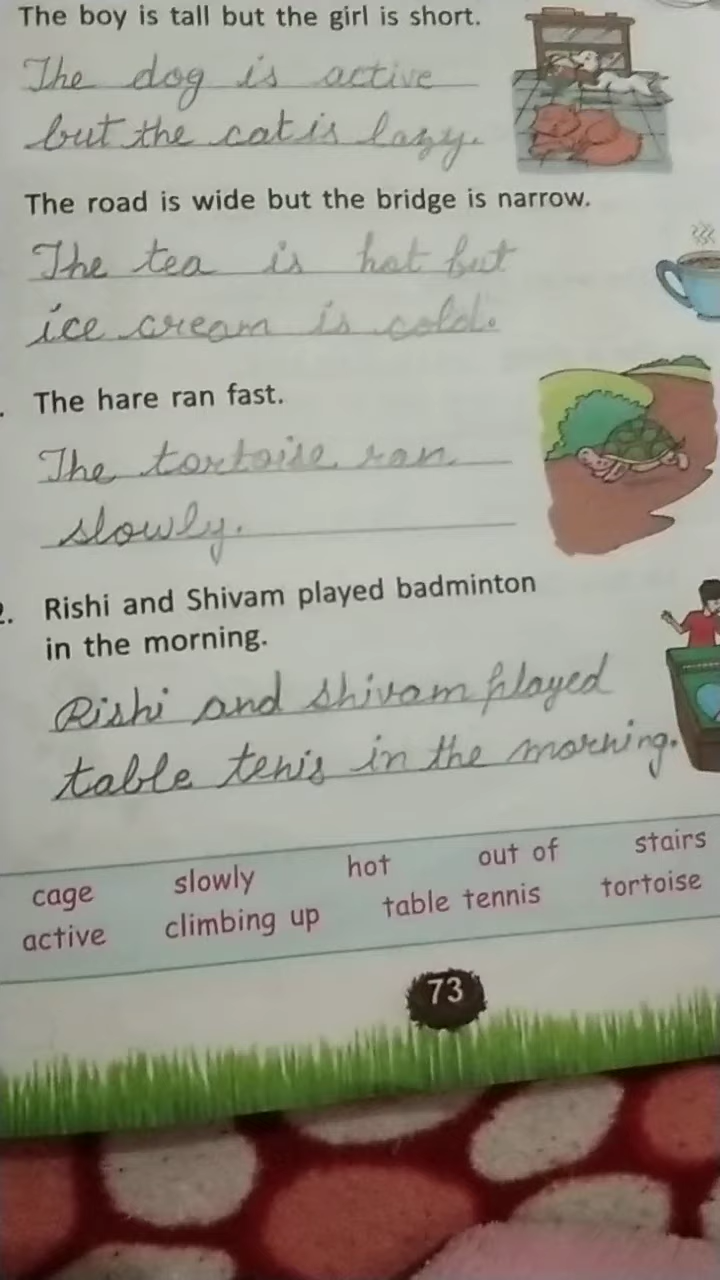 The boy is tall but the girl is short.
The dog is active
but the cat is lazy.
The road is wide but the bridge is narrow.
The tea is hot but
ice cream is cold.
. The hare ran fast.
The tortoise ran
slowly.
2. Rishi and Shivam played badminton
in the morning.
Rishi and shivam played
table tenis in the morning.
cage slowly hot out of stairs
active climbing up table tennis tortoise
73